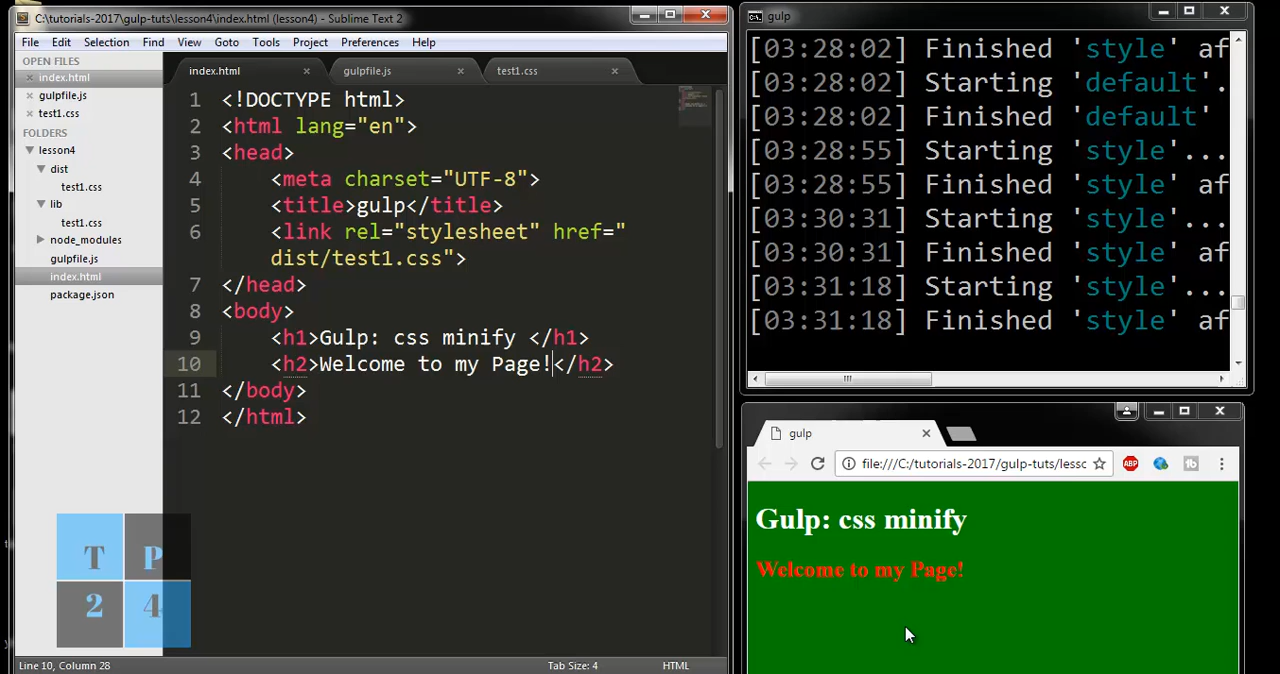 C:\tutorials-2017\gulp-tuts\lesson4\index.html (lesson4) - Sublime Text 2
File Edit Selection Find View Goto Tools Project Preferences Help
OPEN FILES
index.html
gulpfile.js
test1.css
FOLDERS
lesson4
dist
test1.css
lib
test1.css
node_modules
gulpfile.js
index.html
package.json
index.html gulpfile.js test1.css
1 <!DOCTYPE html>
2 <html lang="en">
3 <head>
4 <meta charset="UTF-8">
5 <title>gulp</title>
6 <link rel="stylesheet" href="
dist/test1.css">
7 </head>
8 <body>
9 <h1>Gulp: css minify </h1>
10 <h2>Welcome to my Page!</h2>
11 </body>
12 </html>
T P
2 4
Line 10, Column 28 Tab Size: 4 HTML
gulp
[03:28:02] Finished 'style' af
[03:28:02] Starting 'default'.
[03:28:02] Finished 'default'
[03:28:55] Starting 'style'...
[03:28:55] Finished 'style' af
[03:30:31] Starting 'style'...
[03:30:31] Finished 'style' af
[03:31:18] Starting 'style'...
[03:31:18] Finished 'style' af
gulp
file:///C:/tutorials-2017/gulp-tuts/lessc
ABP
Gulp: css minify
Welcome to my Page!